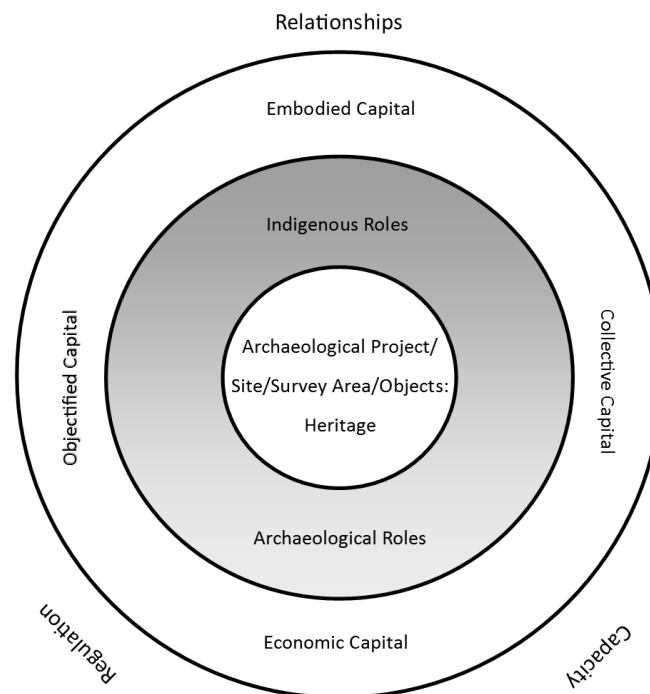 Relationships
Embodied Capital
Indigenous Roles
Objectified Capital
Collective Capital
Archaeological Project/
Site/Survey Area/Objects:
Heritage
Archaeological Roles
Economic Capital
Regulation
Capacity